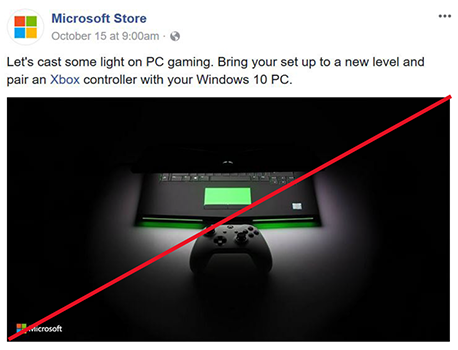 Microsoft Store
October 15 at 9:00am ·
Let's cast some light on PC gaming. Bring your set up to a new level and
pair an Xbox controller with your Windows 10 PC.
Microsoft